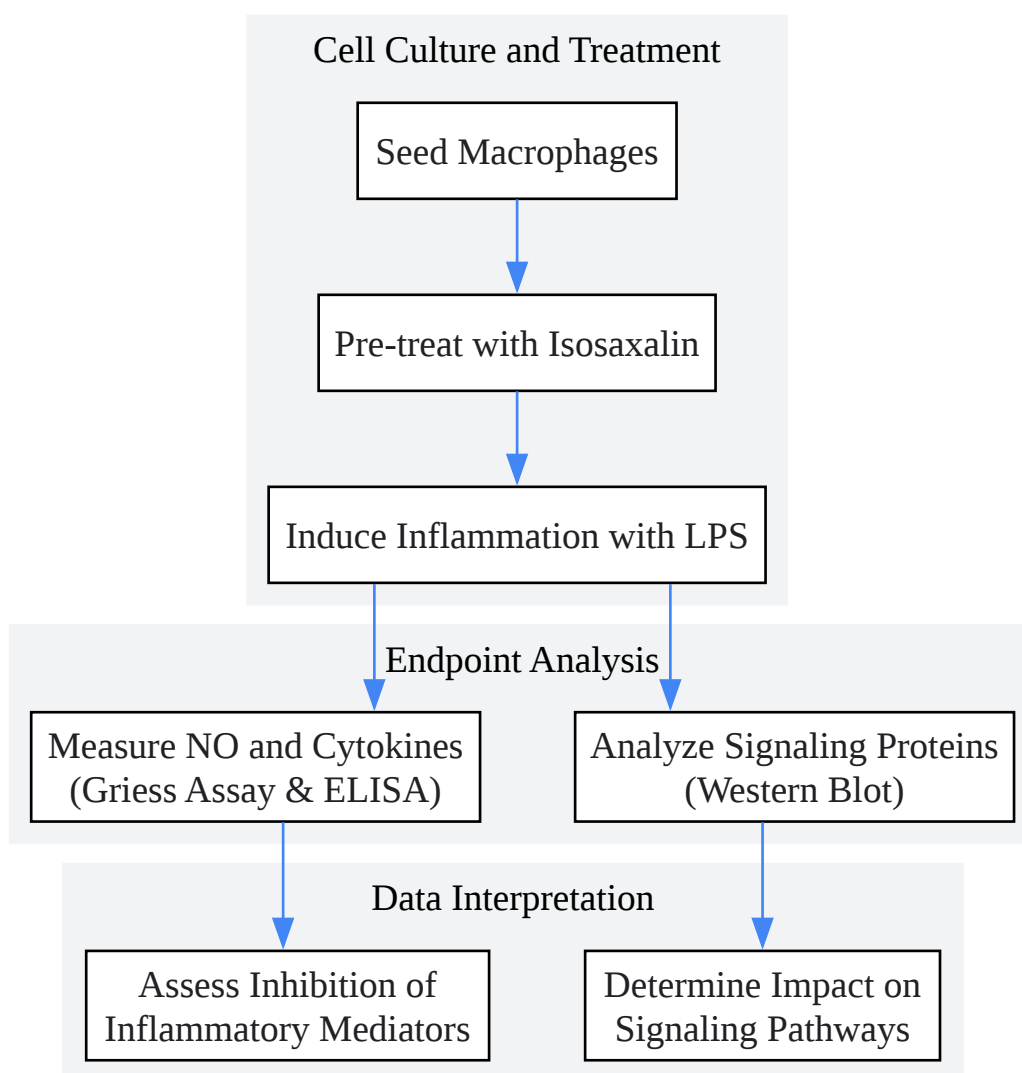 Cell Culture and Treatment
Seed Macrophages
Pre-treat with Isosaxalin
Induce Inflammation with LPS
Endpoint Analysis
Measure NO and Cytokines
(Griess Assay & ELISA)
Analyze Signaling Proteins
(Western Blot)
Data Interpretation
Assess Inhibition of
Inflammatory Mediators
Determine Impact on
Signaling Pathways